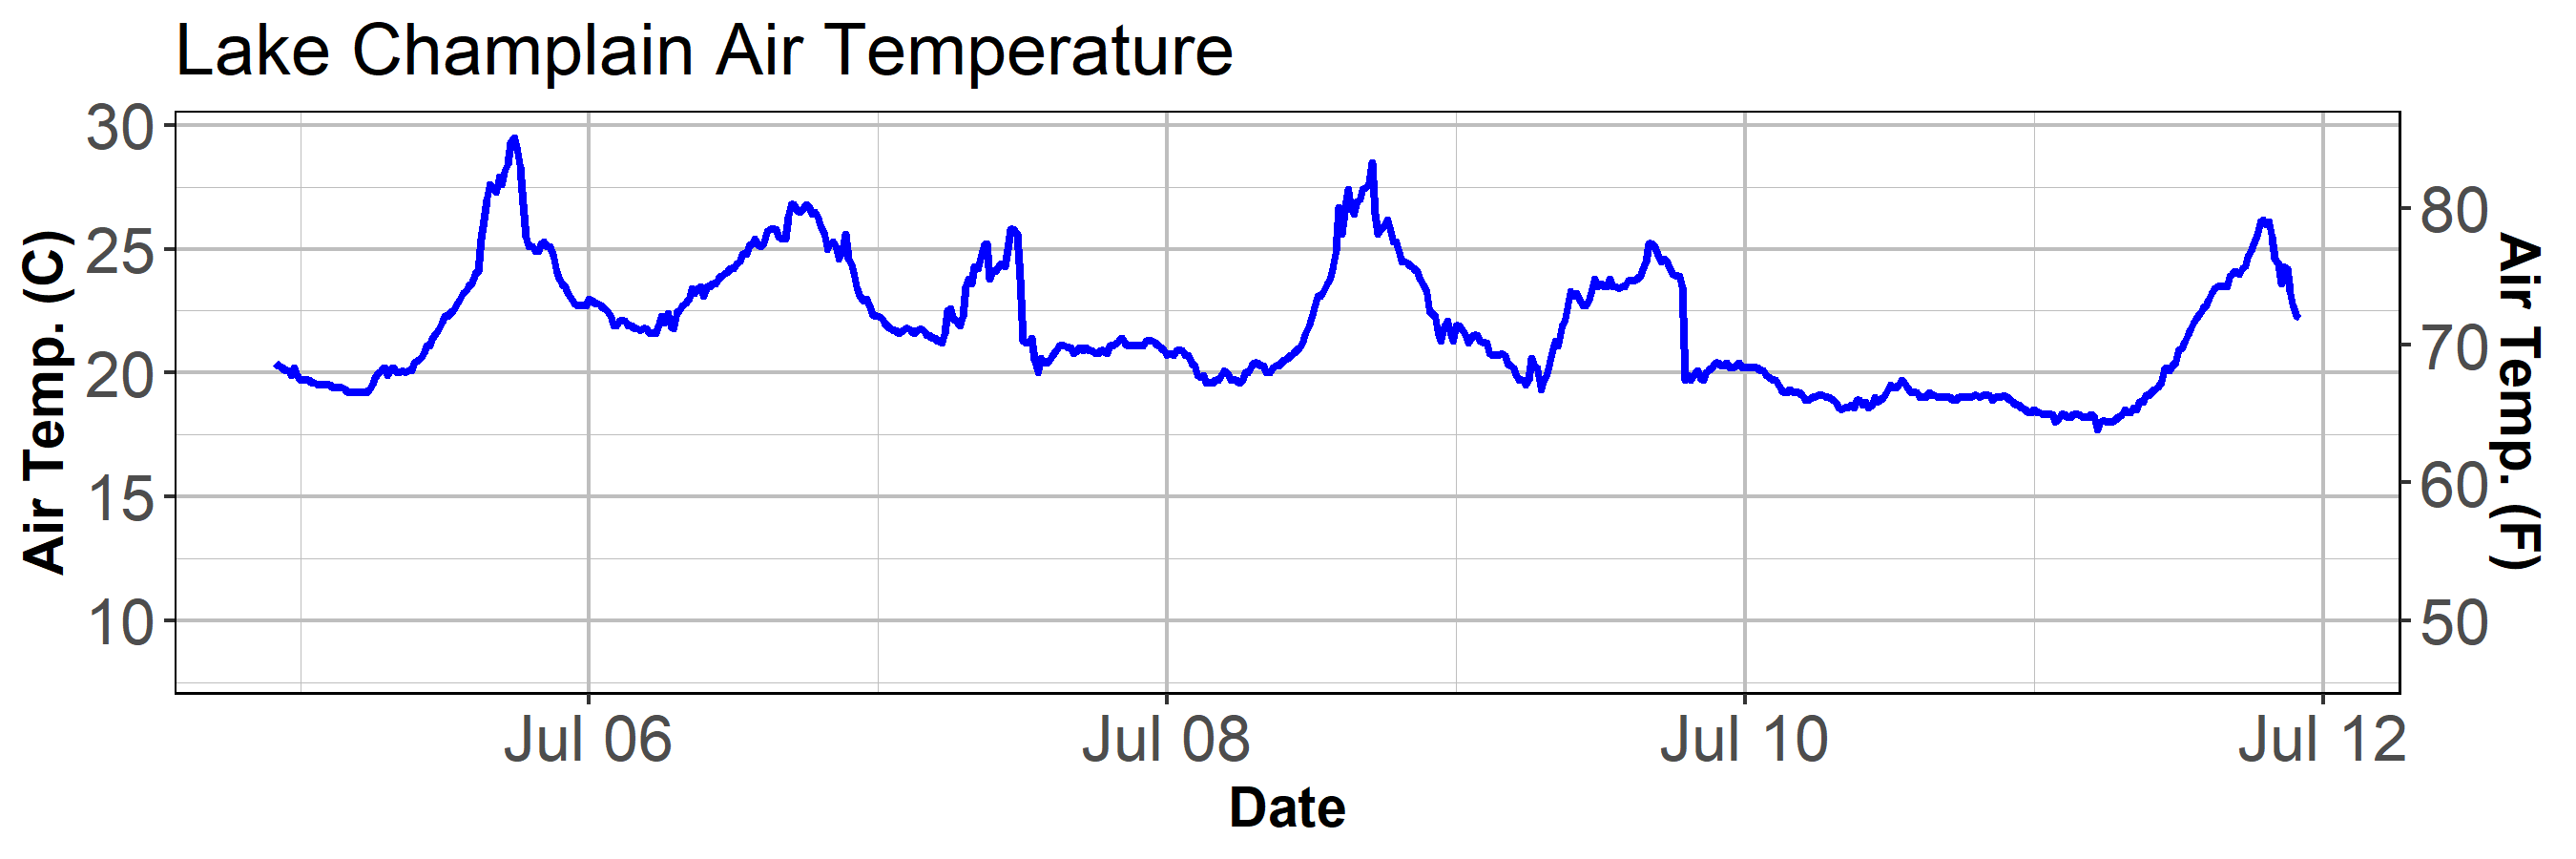 Lake Champlain Air Temperature
30
25
20
15
10
Air Temp. (C)
80
70
60
50
Air Temp. (F)
Jul 06 Jul 08 Jul 10 Jul 12
Date